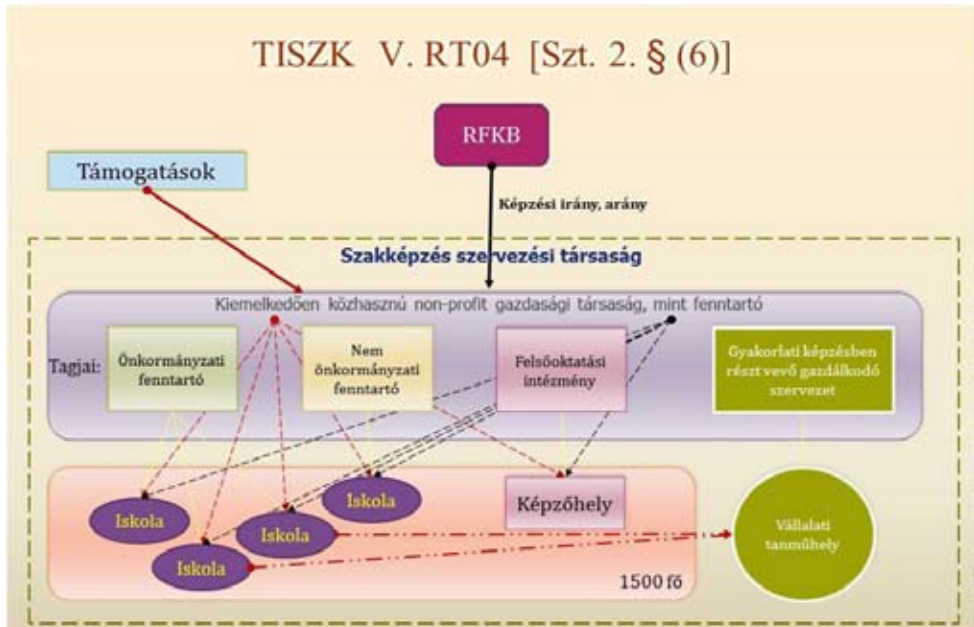 TISZK V. RT04 [Szt. 2. § (6)]
RFKB
Támogatások
Képzési irány, arány
Szakképzés szervezési társaság
Kiemelkedően közhasznú non-profit gazdasági társaság, mint fenntartó
Tagjai:
Önkormányzati
fenntartó
Nem
önkormányzati
fenntartó
Felsőoktatási
intézmény
Gyakorlati képzésben
részt vevő gazdálkodó
szervezet
Iskola
Iskola
Iskola
Iskola
Képzőhely
Vállalati
tanműhely
1500 fő